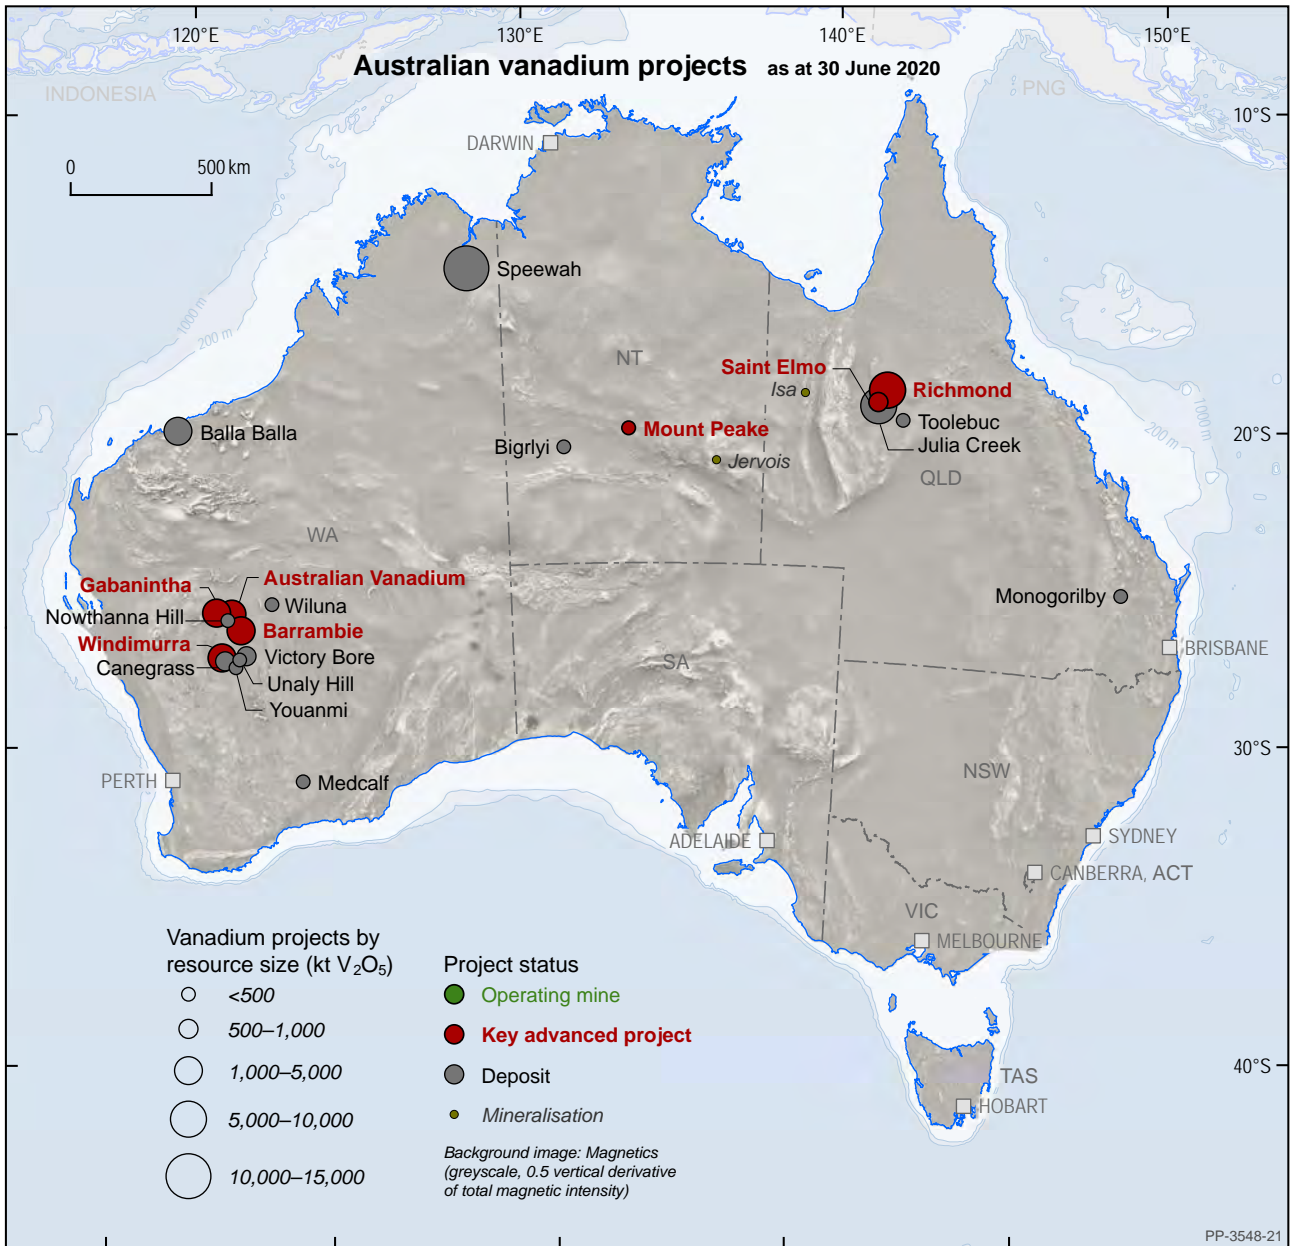 120°E
130°E
140°E
150°E
Australian vanadium projects as at 30 June 2020
INDONESIA
PNG
10°S
DARWIN
0 500 km
Speewah
1000 m
200 m
NT
Saint Elmo
Isa
Richmond
1000 m
200 m
Balla Balla
Mount Peake
Toolebuc
20°S
Bigrlyi
Jervois
Julia Creek
QLD
WA
Gabanintha
Australian Vanadium
Wiluna
Monogorilby
Nowthanna Hill
Barrambie
Windimurra
Victory Bore
BRISBANE
Canegrass
SA
Unaly Hill
Youanmi
30°S
NSW
PERTH
Medcalf
ADELAIDE
SYDNEY
CANBERRA, ACT
VIC
MELBOURNE
Vanadium projects by
resource size (kt V₂O₅)
<500
500–1,000
1,000–5,000
5,000–10,000
10,000–15,000
Project status
Operating mine
Key advanced project
Deposit
Mineralisation
Background image: Magnetics
(greyscale, 0.5 vertical derivative
of total magnetic intensity)
40°S
TAS
HOBART
PP-3548-21